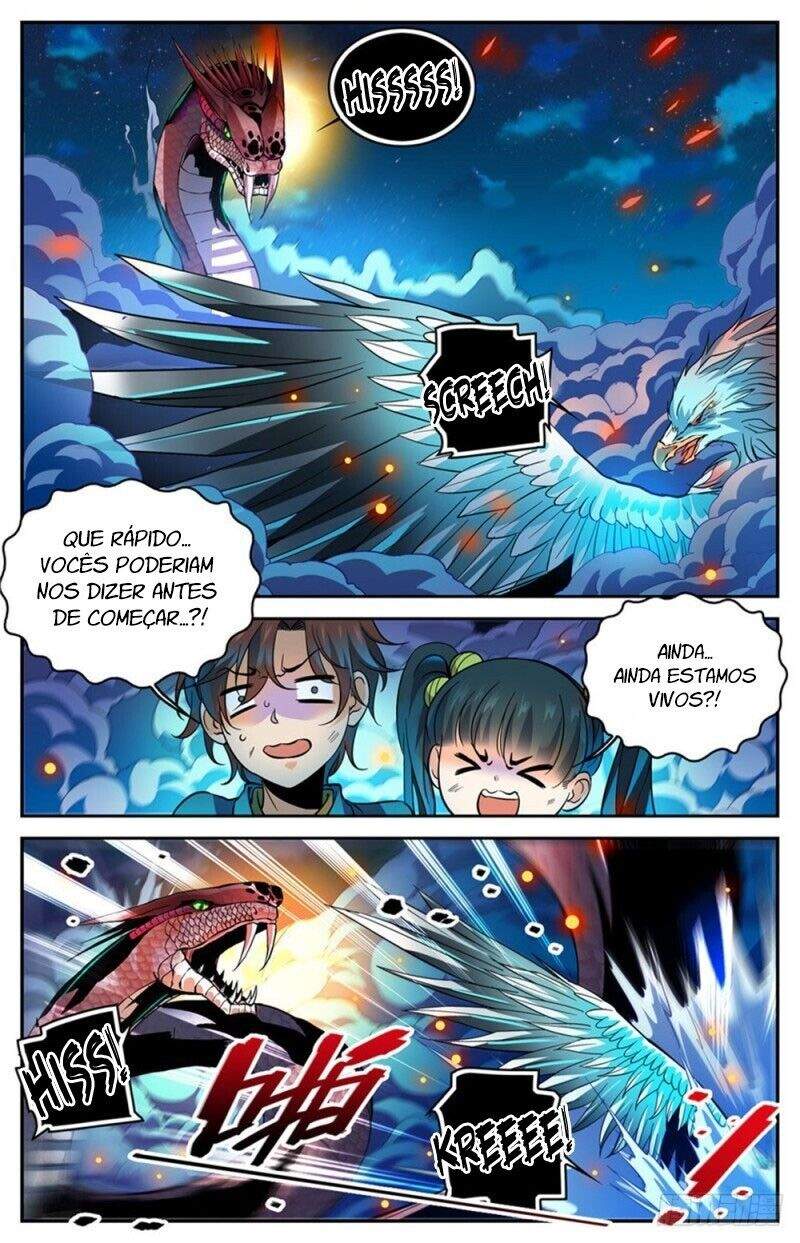 HISSSSS!
SCREECH!
QUE RÁPIDO...
VOCÊS PODERIAM
NOS DIZER ANTES
DE COMEÇAR...?!
AINDA...
AINDA ESTAMOS
VIVOS?!
HISS!
KREEEE!